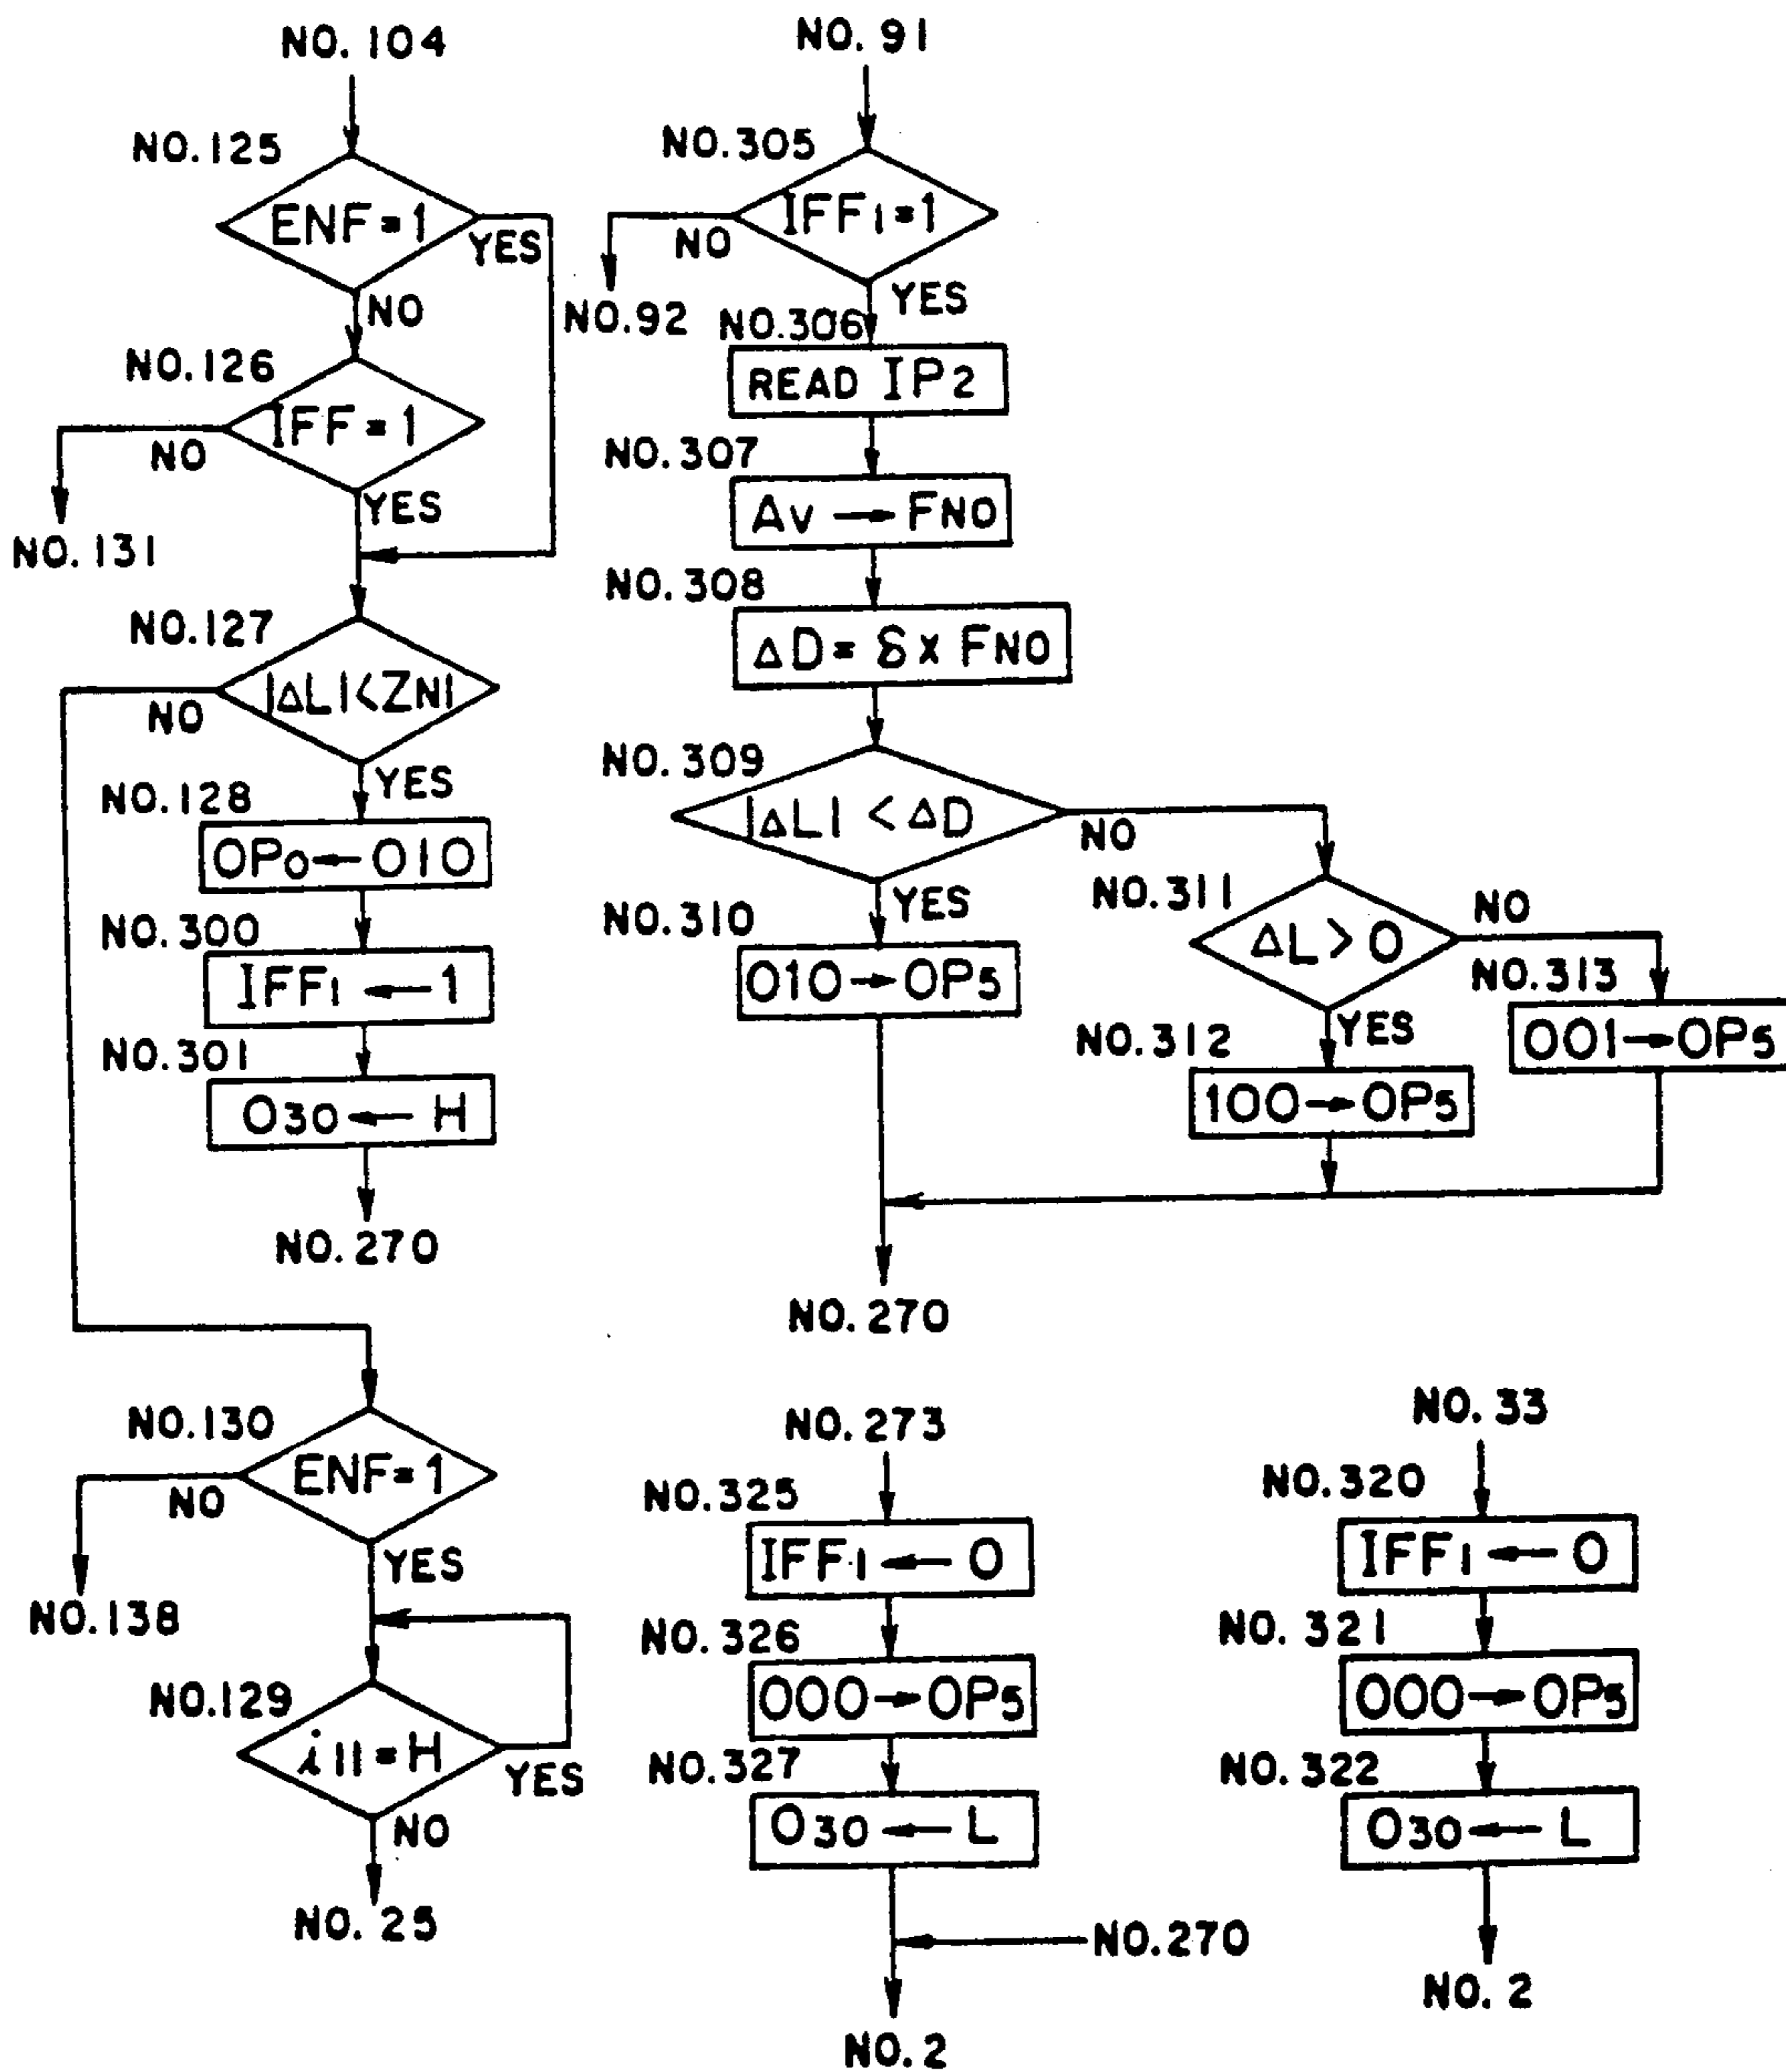 NO. 104
NO.125
ENF=1
YES
NO
NO.126
IFF=1
NO
YES
NO.131
NO.127
|ΔL|<ZN1
NO
YES
NO.128
OP0←010
NO.300
IFF1←1
NO.301
O30←H
NO.270
NO.130
ENF=1
NO
YES
NO.138
NO.129
i11=H
YES
NO
NO. 25
NO. 91
NO.305
IFF1=1
NO
YES
NO.92
NO.306
READ IP2
NO.307
Av→FNO
NO.308
ΔD=δ×FNO
NO.309
|ΔL|<ΔD
NO
YES
NO.310
010→OP5
NO.311
ΔL>0
NO
YES
NO.313
001→OP5
NO.312
100→OP5
NO. 270
NO. 273
NO.325
IFF1←0
NO.326
000→OP5
NO.327
O30←L
NO.270
NO. 2
NO. 33
NO. 320
IFF1←0
NO. 321
000→OP5
NO. 322
O30←L
NO. 2